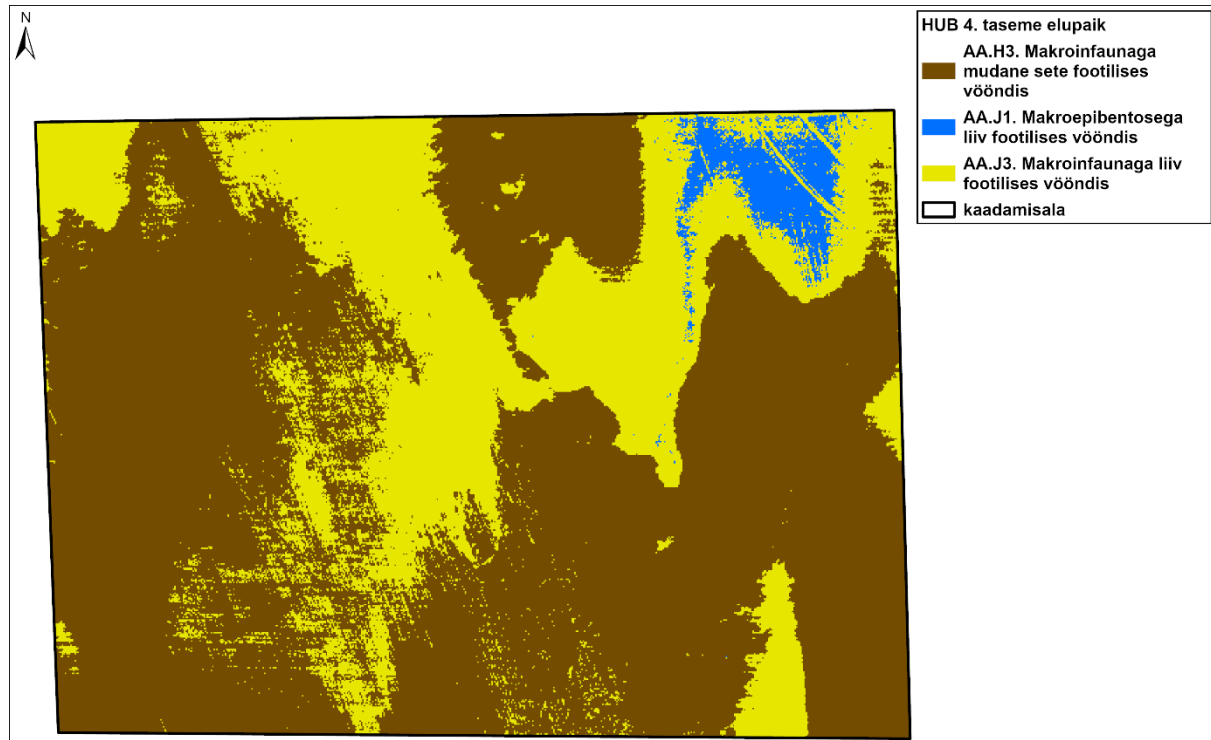 N
HUB 4. taseme elupaik
AA.H3. Makroinfaunaga
mudane sete footilises
vööndis
AA.J1. Makroepibentosega
liiv footilises vööndis
AA.J3. Makroinfaunaga liiv
footilises vööndis
kaadamisala